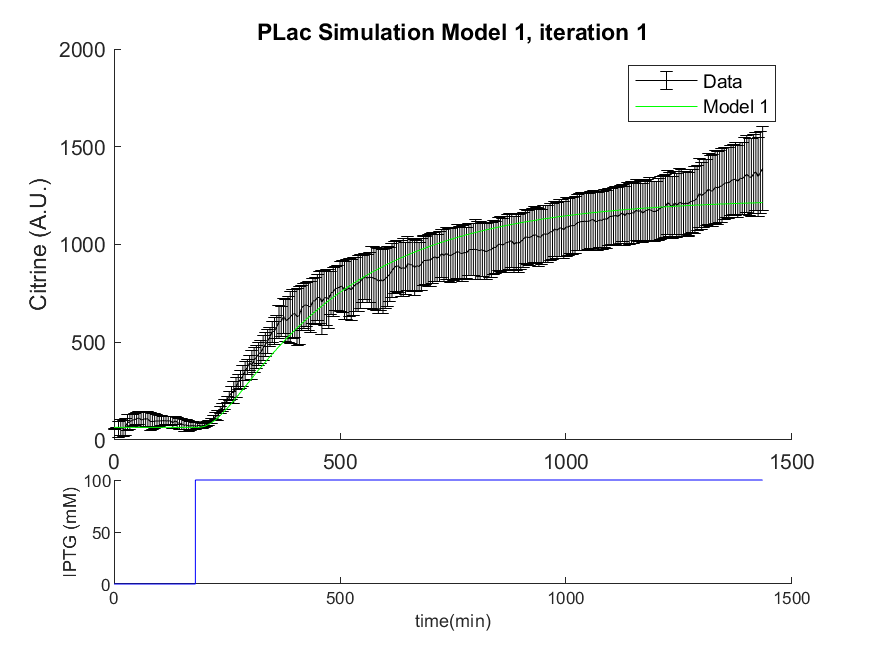 PLac Simulation Model 1, iteration 1
2000
1500
1000
500
0
Citrine (A.U.)
Data
Model 1
0 500 1000 1500
100
50
0
IPTG (mM)
0 500 1000 1500
time(min)